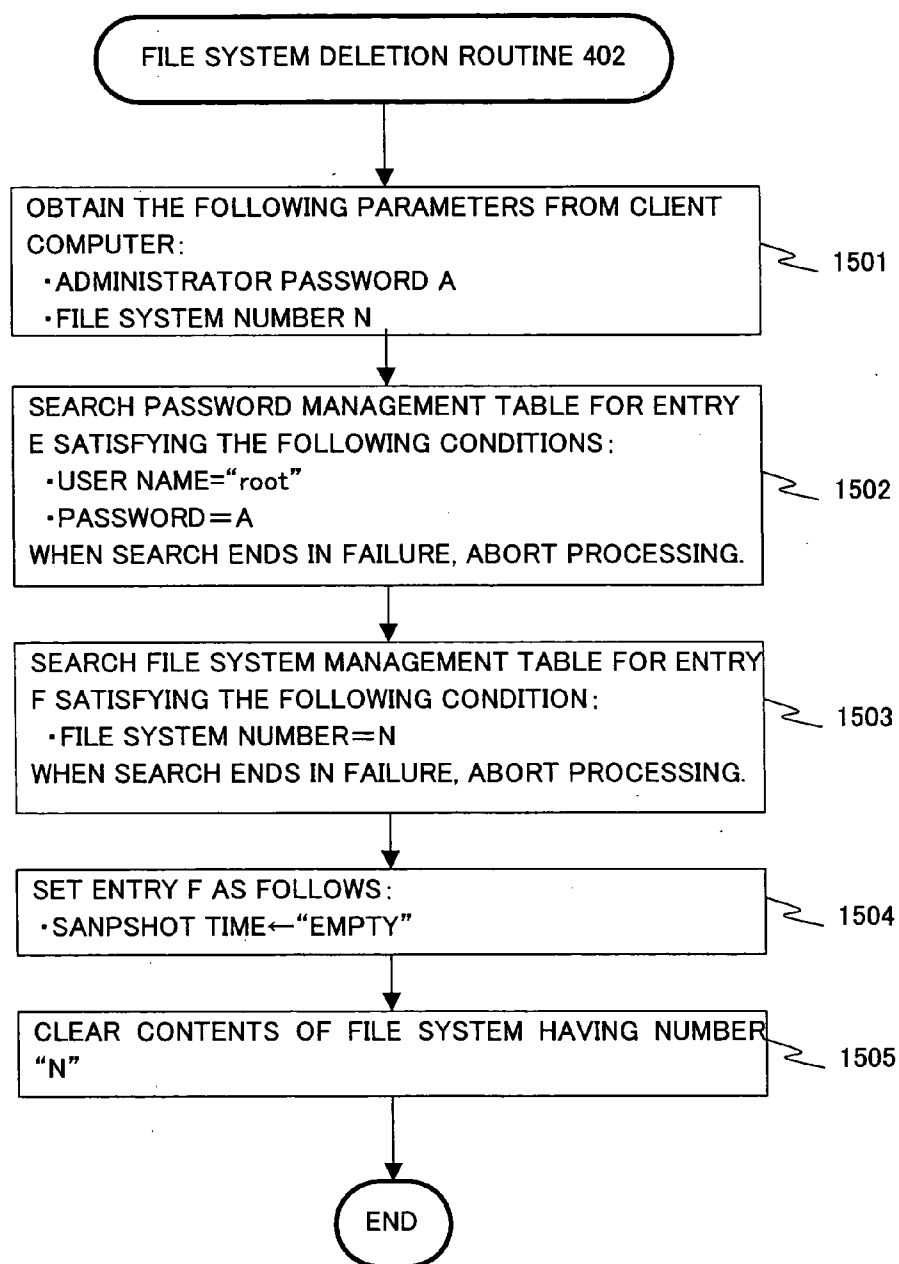 FILE SYSTEM DELETION ROUTINE 402
OBTAIN THE FOLLOWING PARAMETERS FROM CLIENT
COMPUTER:
・ADMINISTRATOR PASSWORD A
・FILE SYSTEM NUMBER N
1501
SEARCH PASSWORD MANAGEMENT TABLE FOR ENTRY
E SATISFYING THE FOLLOWING CONDITIONS:
・USER NAME="root"
・PASSWORD=A
WHEN SEARCH ENDS IN FAILURE, ABORT PROCESSING.
1502
SEARCH FILE SYSTEM MANAGEMENT TABLE FOR ENTRY
F SATISFYING THE FOLLOWING CONDITION:
・FILE SYSTEM NUMBER=N
WHEN SEARCH ENDS IN FAILURE, ABORT PROCESSING.
1503
SET ENTRY F AS FOLLOWS:
・SANPSHOT TIME←"EMPTY"
1504
CLEAR CONTENTS OF FILE SYSTEM HAVING NUMBER
"N"
1505
END